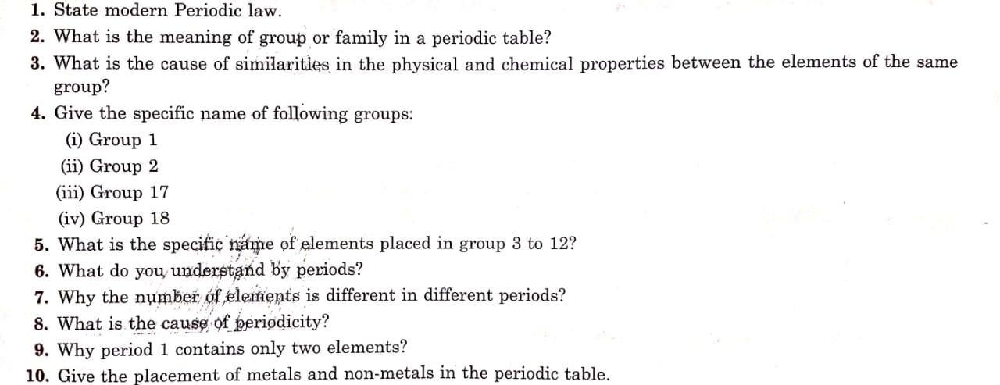 1. State modern Periodic law.
2. What is the meaning of group or family in a periodic table?
3. What is the cause of similarities in the physical and chemical properties between the elements of the same
group?
4. Give the specific name of following groups:
(i) Group 1
(ii) Group 2
(iii) Group 17
(iv) Group 18
5. What is the specific name of elements placed in group 3 to 12?
6. What do you understand by periods?
7. Why the number of elements is different in different periods?
8. What is the cause of periodicity?
9. Why period 1 contains only two elements?
10. Give the placement of metals and non-metals in the periodic table.